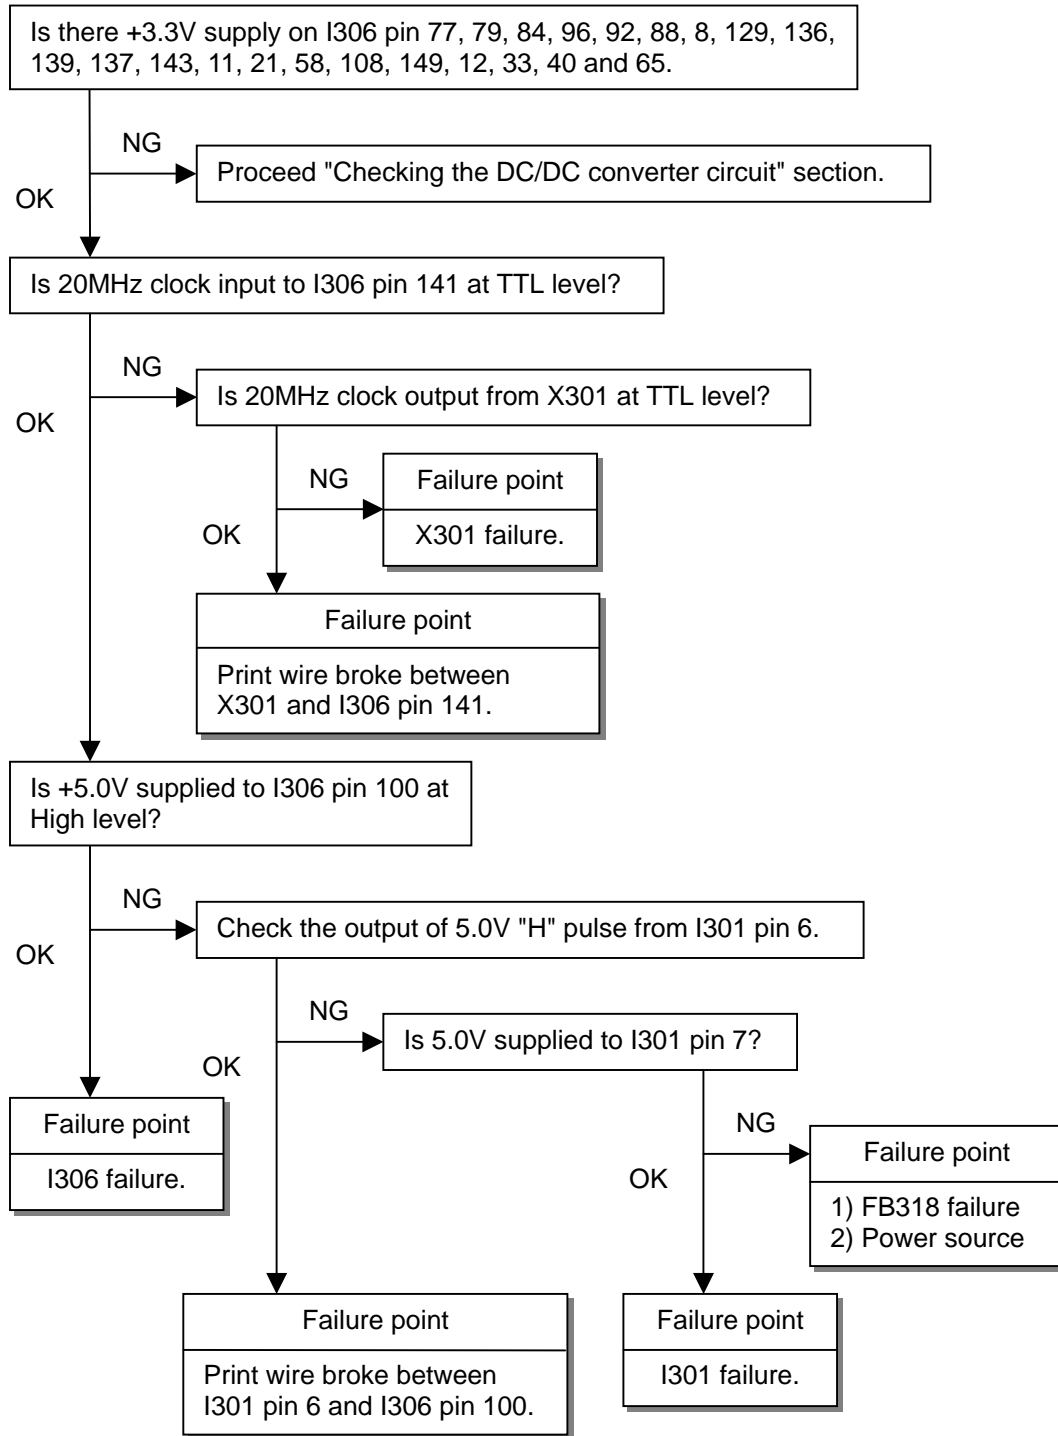 Is there +3.3V supply on I306 pin 77, 79, 84, 96, 92, 88, 8, 129, 136,
139, 137, 143, 11, 21, 58, 108, 149, 12, 33, 40 and 65.
NG
Proceed "Checking the DC/DC converter circuit" section.
OK
Is 20MHz clock input to I306 pin 141 at TTL level?
NG
Is 20MHz clock output from X301 at TTL level?
OK
NG
Failure point
X301 failure.
OK
Failure point
Print wire broke between
X301 and I306 pin 141.
Is +5.0V supplied to I306 pin 100 at
High level?
NG
Check the output of 5.0V "H" pulse from I301 pin 6.
OK
NG
Is 5.0V supplied to I301 pin 7?
OK
Failure point
I306 failure.
NG
Failure point
1) FB318 failure
2) Power source
OK
Failure point
Print wire broke between
I301 pin 6 and I306 pin 100.
Failure point
I301 failure.